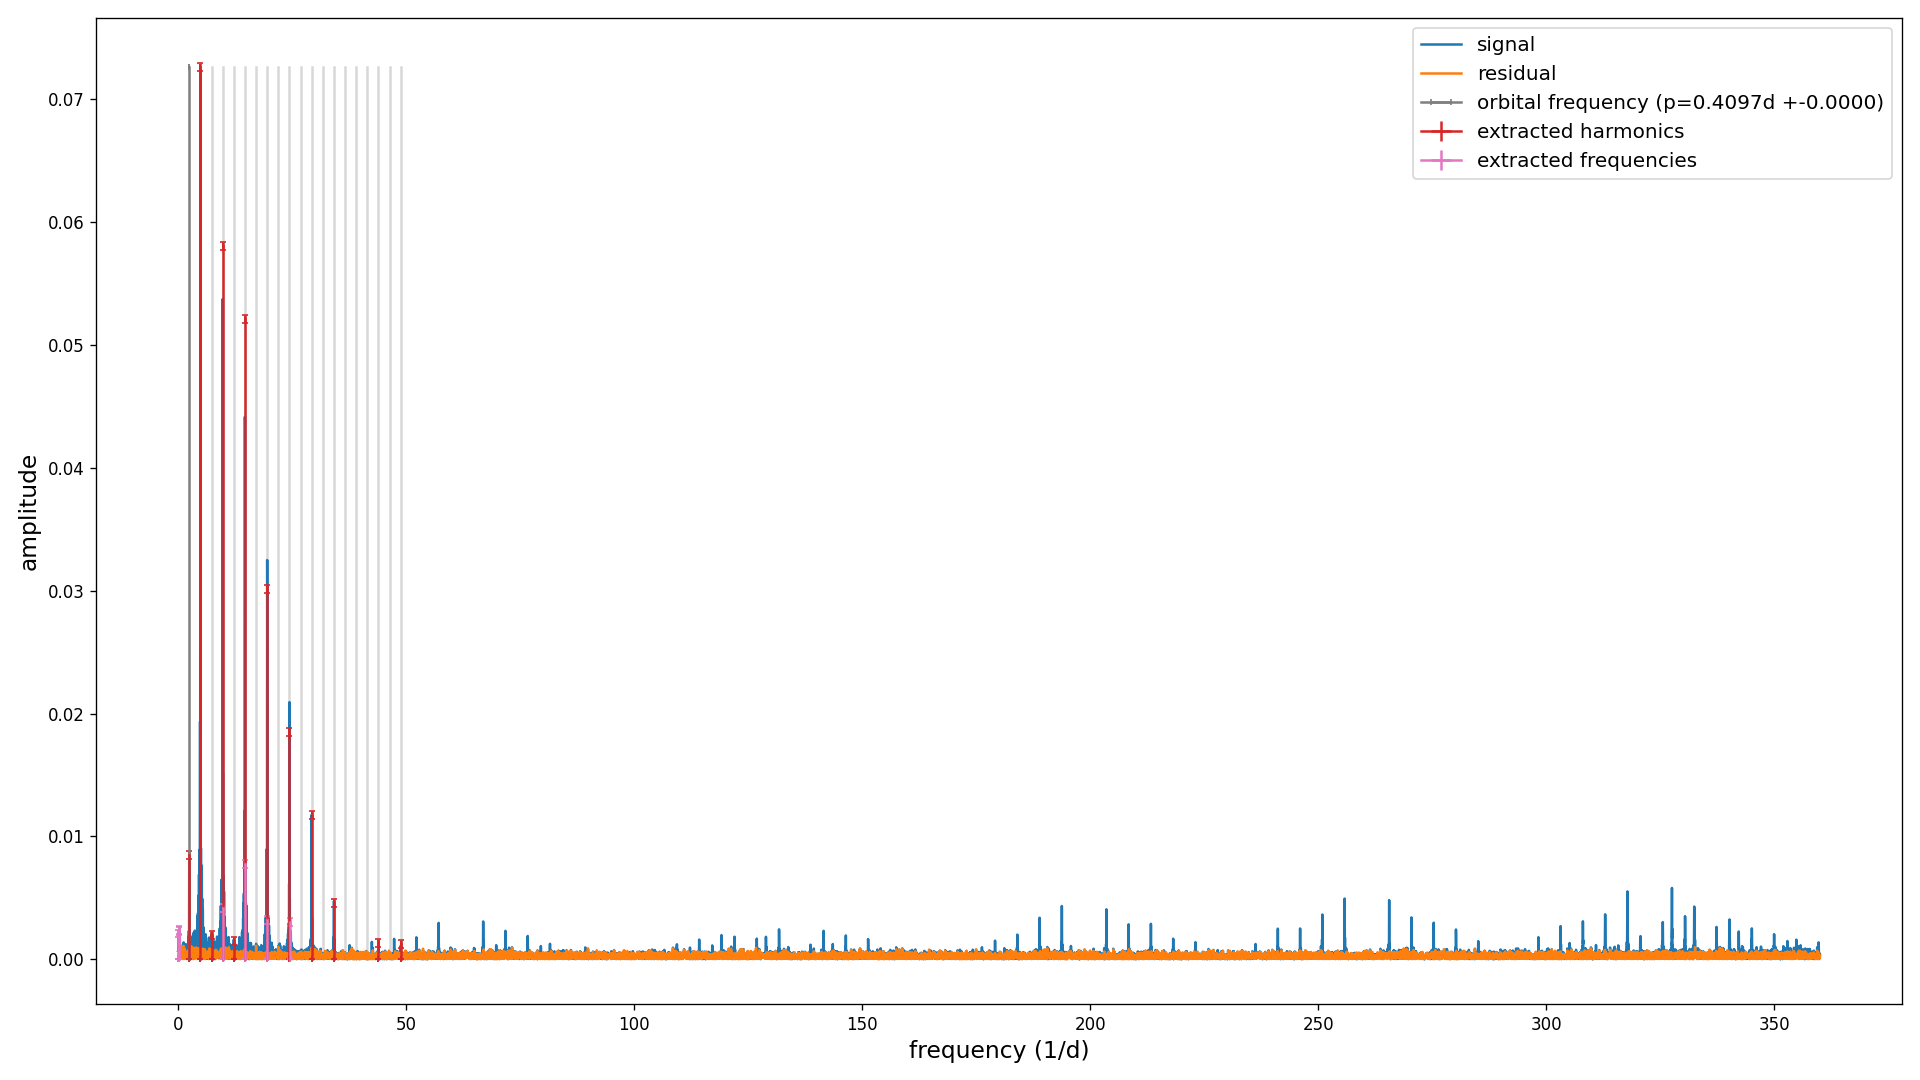 signal
residual
orbital frequency (p=0.4097d +-0.0000)
extracted harmonics
extracted frequencies
0.07
0.06
0.05
0.04
0.03
0.02
0.01
0.00
amplitude
0 50 100 150 200 250 300 350
frequency (1/d)